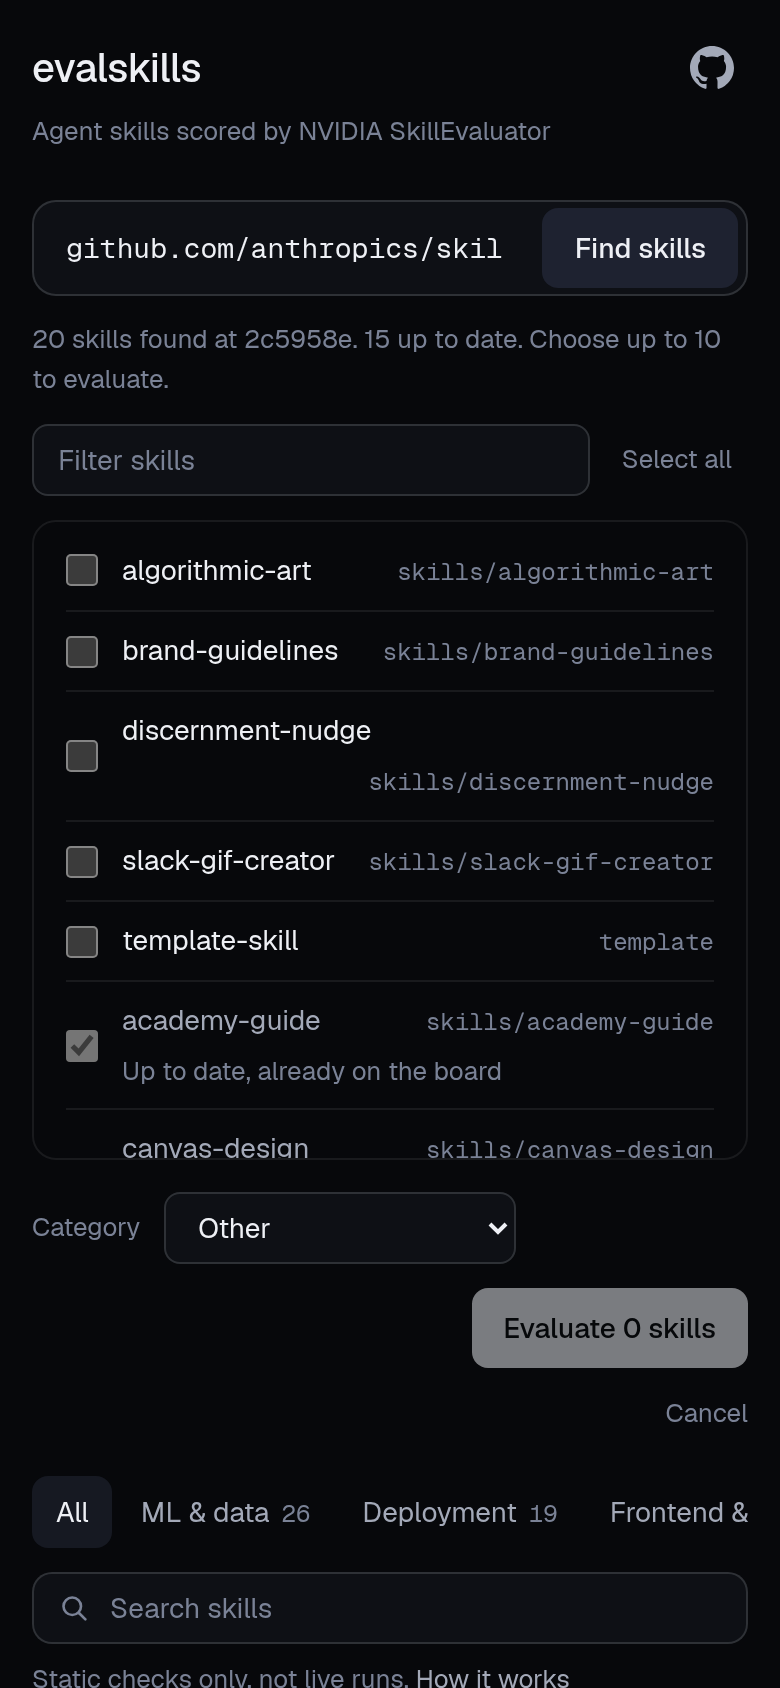 evalskills
Agent skills scored by NVIDIA SkillEvaluator
github.com/anthropics/skil
Find skills
20 skills found at 2c5958e. 15 up to date. Choose up to 10
to evaluate.
Filter skills
Select all
algorithmic-art skills/algorithmic-art
brand-guidelines skills/brand-guidelines
discernment-nudge
skills/discernment-nudge
slack-gif-creator skills/slack-gif-creator
template-skill template
academy-guide skills/academy-guide
Up to date, already on the board
canvas-design skills/canvas-design
Category Other
Evaluate 0 skills
Cancel
All ML & data 26 Deployment 19 Frontend &
Search skills
Static checks only, not live runs. How it works